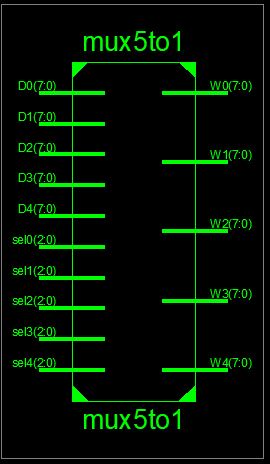 mux5to1
D0(7:0)
W0(7:0)
D1(7:0)
D2(7:0)
W1(7:0)
D3(7:0)
D4(7:0)
W2(7:0)
sel0(2:0)
sel1(2:0)
sel2(2:0)
W3(7:0)
sel3(2:0)
sel4(2:0)
W4(7:0)
mux5to1